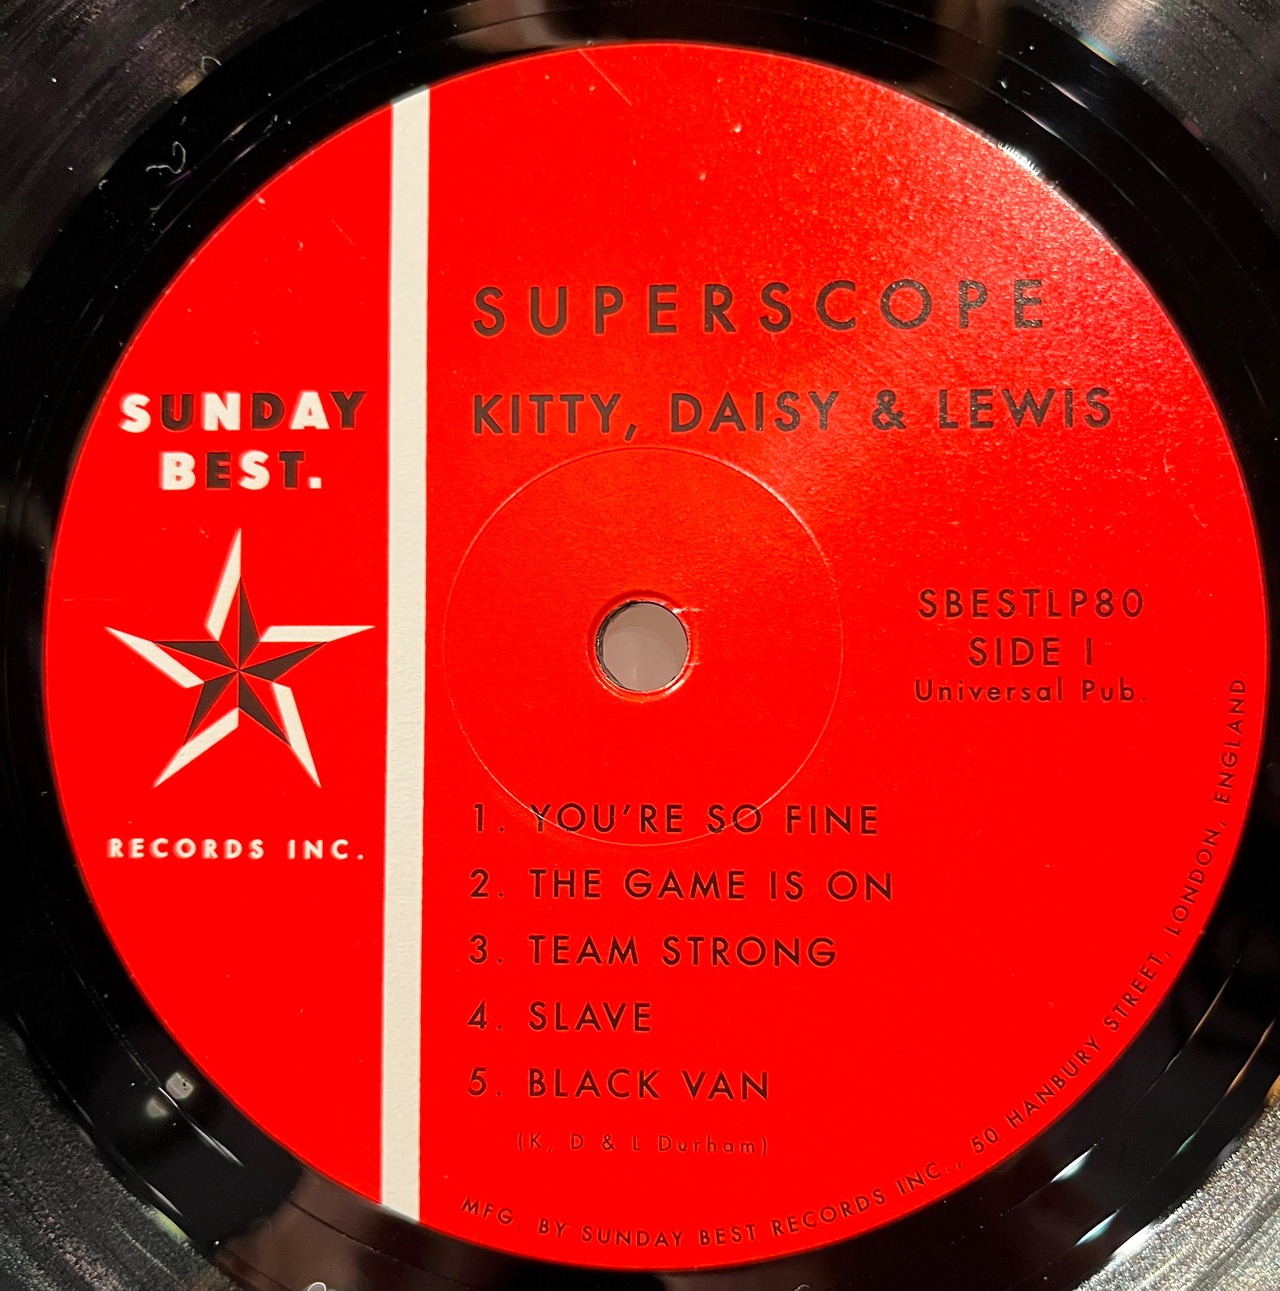 SUPERSCOPE
KITTY, DAISY & LEWIS
SUNDAY
BEST.
RECORDS INC.
SBESTLP80
SIDE 1
Universal Pub.
1. YOU'RE SO FINE
2. THE GAME IS ON
3. TEAM STRONG
4. SLAVE
5. BLACK VAN
(K, D & L Durham)
MFG. BY SUNDAY BEST RECORDS INC., 50 HANBURY STREET, LONDON, ENGLAND.